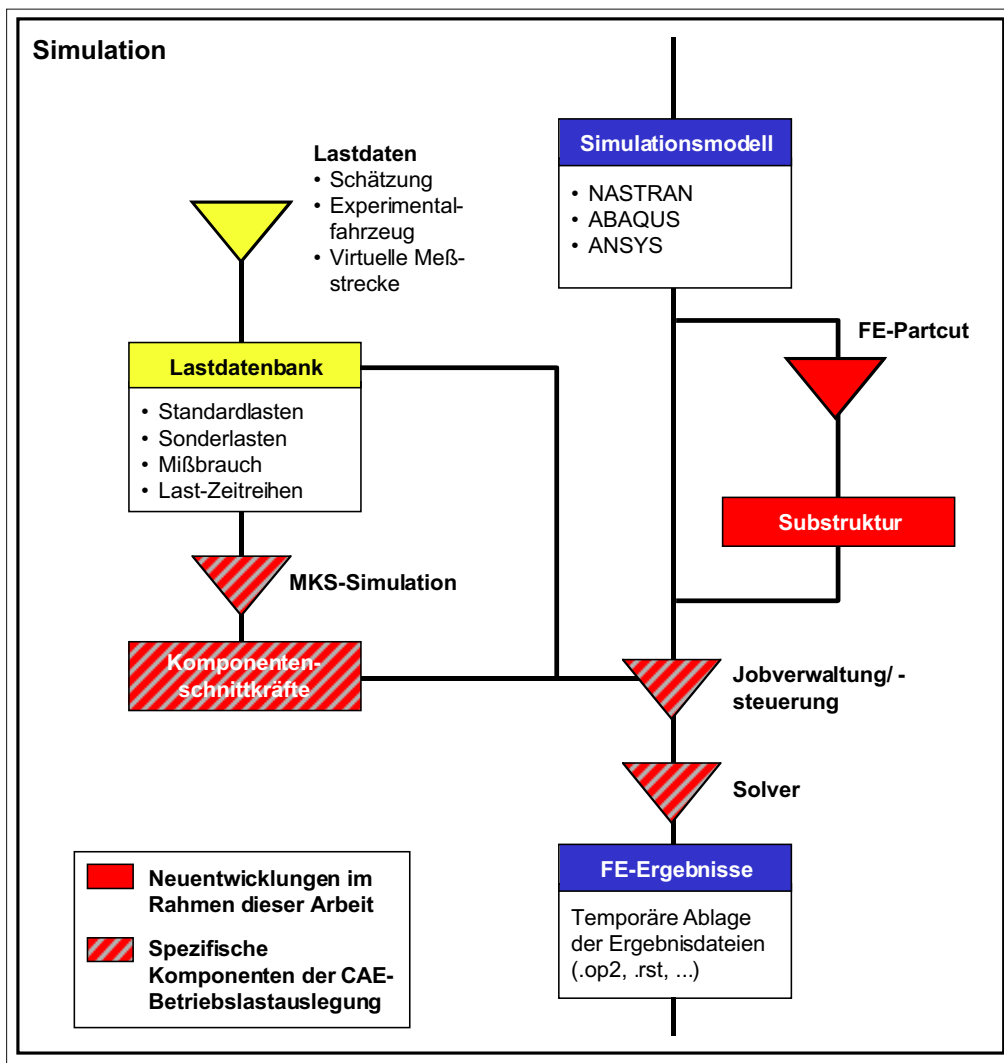 Simulation
Lastdaten
• Schätzung
• Experimental-
fahrzeug
• Virtuelle Meß-
strecke
Simulationsmodell
• NASTRAN
• ABAQUS
• ANSYS
FE-Partcut
Lastdatenbank
• Standardlasten
• Sonderlasten
• Mißbrauch
• Last-Zeitreihen
Substruktur
MKS-Simulation
Komponenten-
schnittkräfte
Jobverwaltung/ -
steuerung
Solver
FE-Ergebnisse
Temporäre Ablage
der Ergebnisdateien
(.op2, .rst, ...)
Neuentwicklungen im
Rahmen dieser Arbeit
Spezifische
Komponenten der CAE-
Betriebslastauslegung